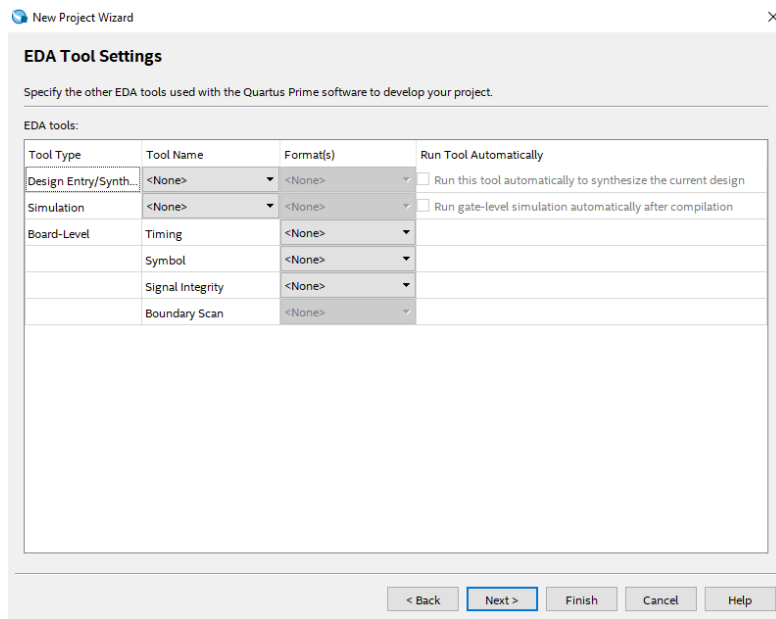 New Project Wizard
EDA Tool Settings
Specify the other EDA tools used with the Quartus Prime software to develop your project.
EDA tools:
Tool Type Tool Name Format(s) Run Tool Automatically
Design Entry/Synth... <None> <None> Run this tool automatically to synthesize the current design
Simulation <None> <None> Run gate-level simulation automatically after compilation
Board-Level Timing <None>
Symbol <None>
Signal Integrity <None>
Boundary Scan <None>
< Back Next > Finish Cancel Help